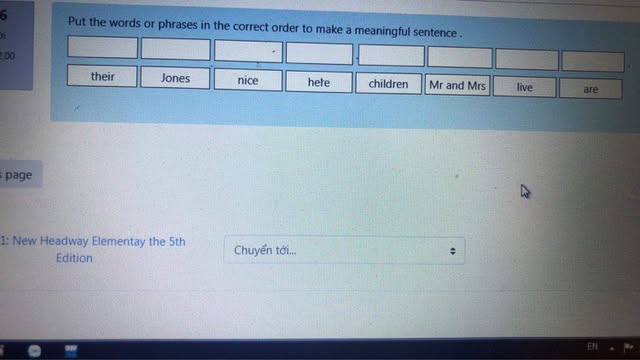 6
2,00
Put the words or phrases in the correct order to make a meaningful sentence .
their Jones nice hete children Mr and Mrs live are
page
1: New Headway Elementay the 5th
Edition
Chuyển tới...
EN